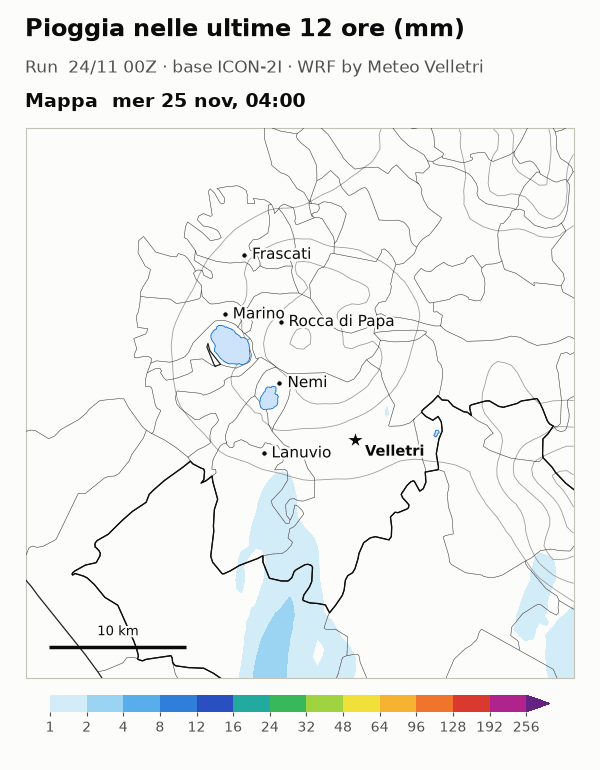 Pioggia nelle ultime 12 ore (mm)
Run  24/11 00Z · base ICON-2I · WRF by Meteo Velletri
Mappa  mer 25 nov, 04:00
Frascati
Marino
Rocca di Papa
Nemi
Velletri
Lanuvio
10 km
1 2 4 8 12 16 24 32 48 64 96 128 192 256